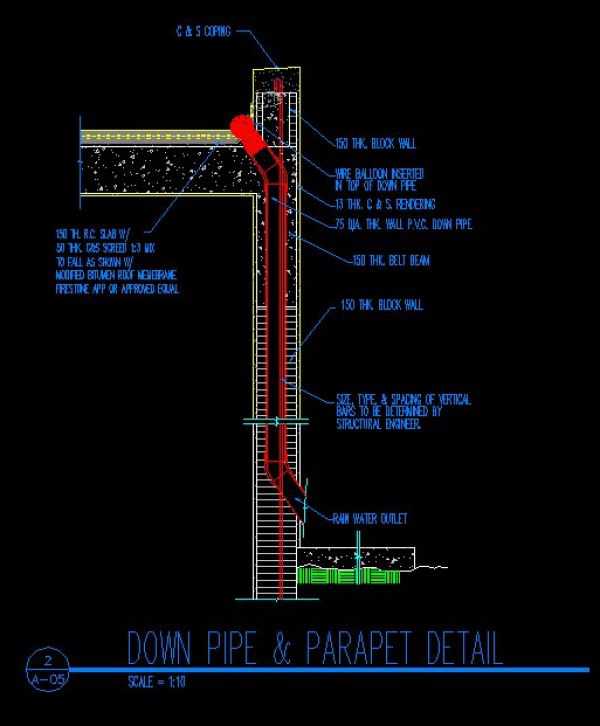 C & S COPING
150 THK. BLOCK WALL
WIRE BALLOON INSERTED
IN TOP OF DOWN PIPE
13 THK. C & S. RENDERING
75 DIA. THK. WALL P.V.C. DOWN PIPE
150 TH. R.C. SLAB W/
50 THK. C&S SCREED 1:3 MIX
TO FALL AS SHOWN W/
MODIFIED BITUMEN ROOF MEMBRANE
FIRESTONE APP OR APPROVED EQUAL
150 THK. BELT BEAM
150 THK. BLOCK WALL
SIZE, TYPE, & SPACING OF VERTICAL
BARS TO BE DETERMINED BY
STRUCTURAL ENGINEER.
RAIN WATER OUTLET
DOWN PIPE & PARAPET DETAIL
2
A-05
SCALE = 1:10